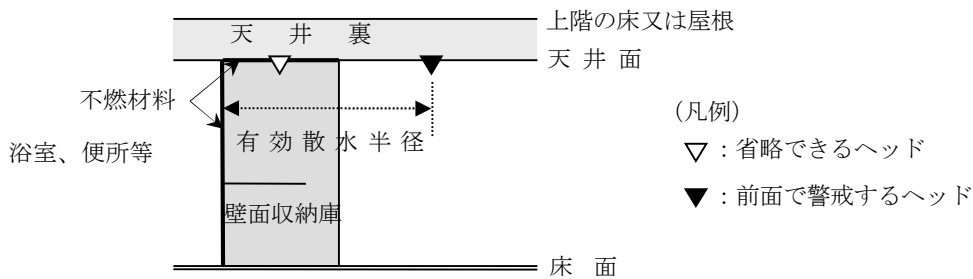 上階の床又は屋根
天井裏
天井面
不燃材料
(凡例)
有効散水半径
浴室、便所等
▽:省略できるヘッド
▼:前面で警戒するヘッド
壁面収納庫
床面